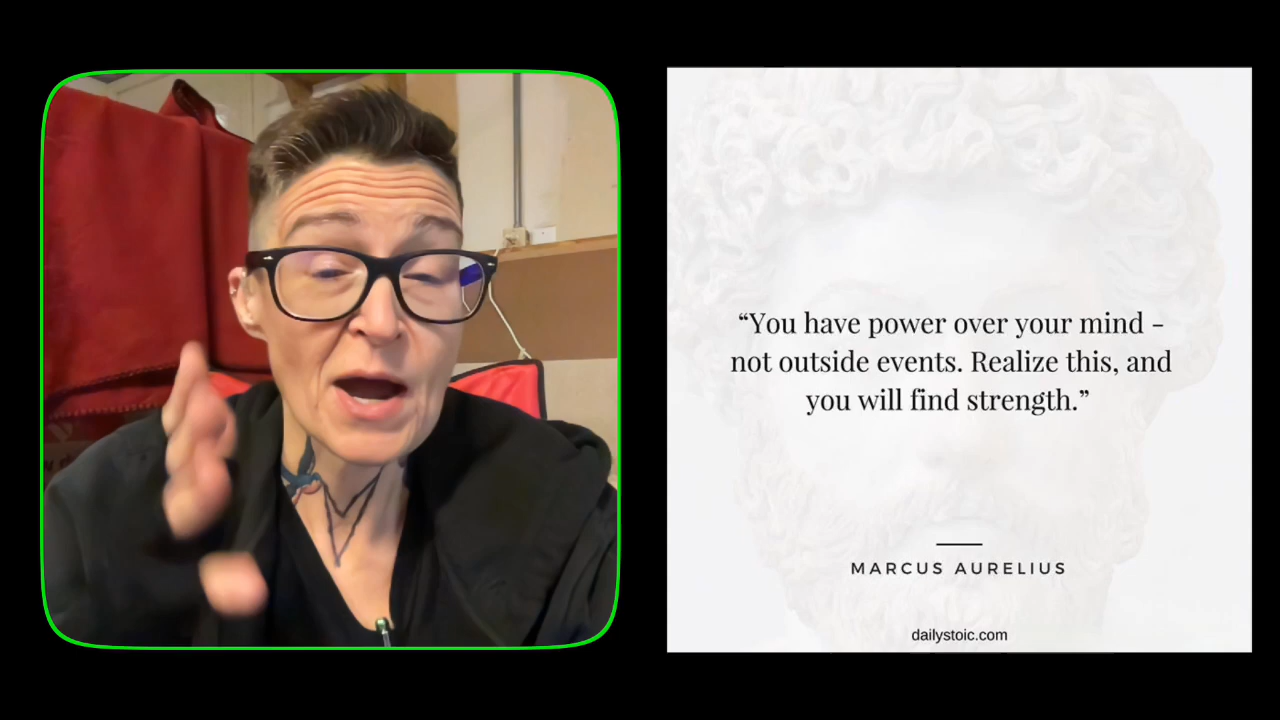 “You have power over your mind -
not outside events. Realize this, and
you will find strength.”
MARCUS AURELIUS
dailystoic.com